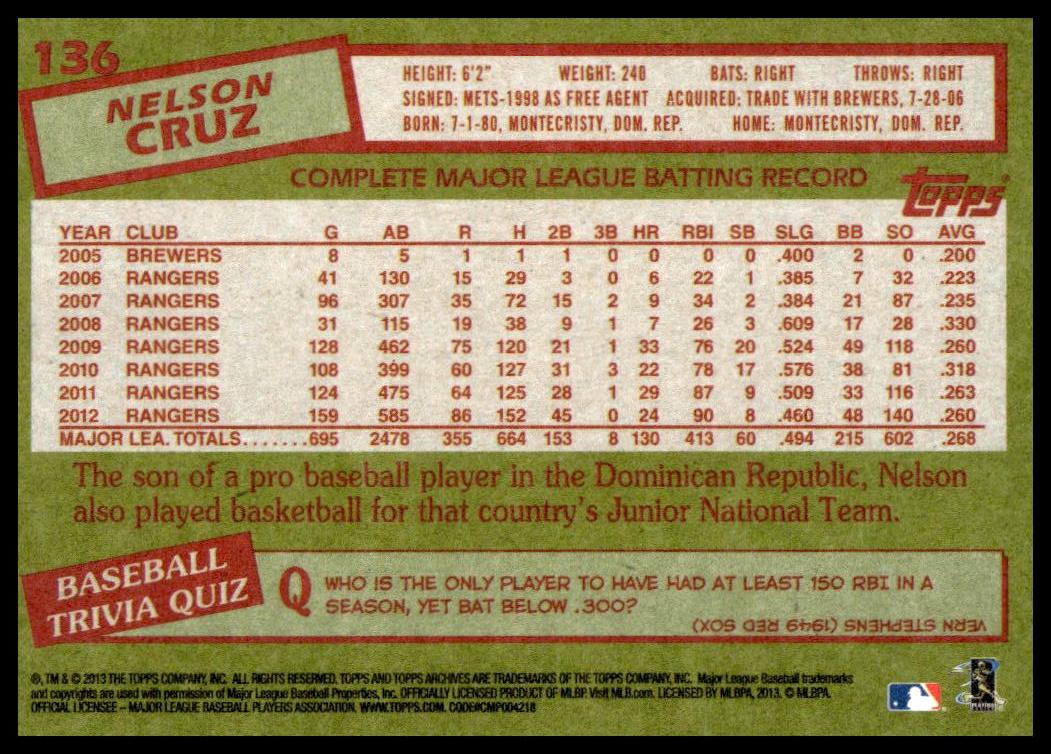 136
NELSON
CRUZ
HEIGHT: 6'2" WEIGHT: 240 BATS: RIGHT THROWS: RIGHT
SIGNED: METS-1998 AS FREE AGENT ACQUIRED: TRADE WITH BREWERS, 7-28-06
BORN: 7-1-80, MONTECRISTY, DOM. REP. HOME: MONTECRISTY, DOM. REP.
COMPLETE MAJOR LEAGUE BATTING RECORD
Topps
YEAR CLUB G AB R H 2B 3B HR RBI SB SLG BB SO AVG
2005 BREWERS 8 5 1 1 1 0 0 0 0 .400 2 0 .200
2006 RANGERS 41 130 15 29 3 0 6 22 1 .385 7 32 .223
2007 RANGERS 96 307 35 72 15 2 9 34 2 .384 21 87 .235
2008 RANGERS 31 115 19 38 9 1 7 26 3 .609 17 28 .330
2009 RANGERS 128 462 75 120 21 1 33 76 20 .524 49 118 .260
2010 RANGERS 108 399 60 127 31 3 22 78 17 .576 38 81 .318
2011 RANGERS 124 475 64 125 28 1 29 87 9 .509 33 116 .263
2012 RANGERS 159 585 86 152 45 0 24 90 8 .460 48 140 .260
MAJOR LEA. TOTALS.......695 2478 355 664 153 8 130 413 60 .494 215 602 .268
The son of a pro baseball player in the Dominican Republic, Nelson
also played basketball for that country's Junior National Team.
BASEBALL
TRIVIA QUIZ
Q WHO IS THE ONLY PLAYER TO HAVE HAD AT LEAST 150 RBI IN A
SEASON, YET BAT BELOW .300?
VERN STEPHENS (1949 RED SOX)
®, TM & © 2013 THE TOPPS COMPANY, INC. ALL RIGHTS RESERVED. TOPPS AND TOPPS ARCHIVES ARE TRADEMARKS OF THE TOPPS COMPANY, INC. Major League Baseball trademarks
and copyrights are used with permission of Major League Baseball Properties, Inc. OFFICIALLY LICENSED PRODUCT OF MLBP. Visit MLB.com. LICENSED BY MLBPA, 2013. © MLBPA.
OFFICIAL LICENSEE – MAJOR LEAGUE BASEBALL PLAYERS ASSOCIATION. WWW.TOPPS.COM. CODE#CMP004218